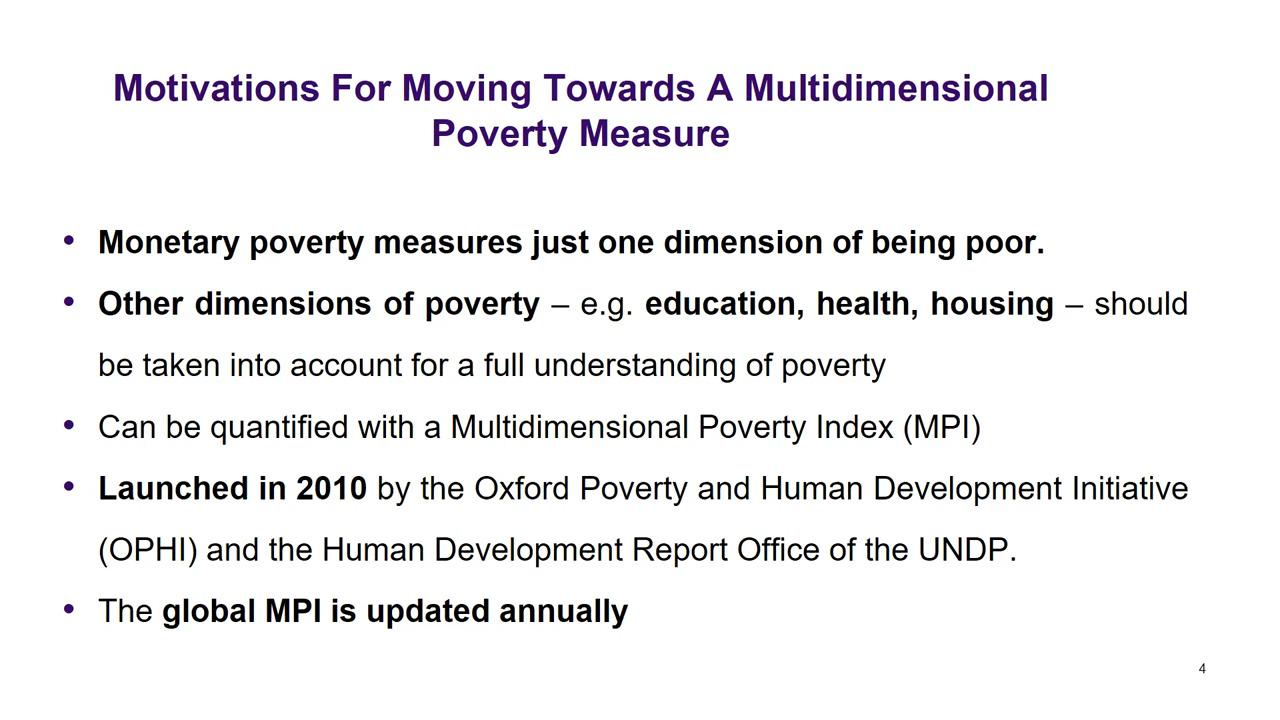 Motivations For Moving Towards A Multidimensional
Poverty Measure
• Monetary poverty measures just one dimension of being poor.
• Other dimensions of poverty – e.g. education, health, housing – should
be taken into account for a full understanding of poverty
• Can be quantified with a Multidimensional Poverty Index (MPI)
• Launched in 2010 by the Oxford Poverty and Human Development Initiative
(OPHI) and the Human Development Report Office of the UNDP.
• The global MPI is updated annually
4